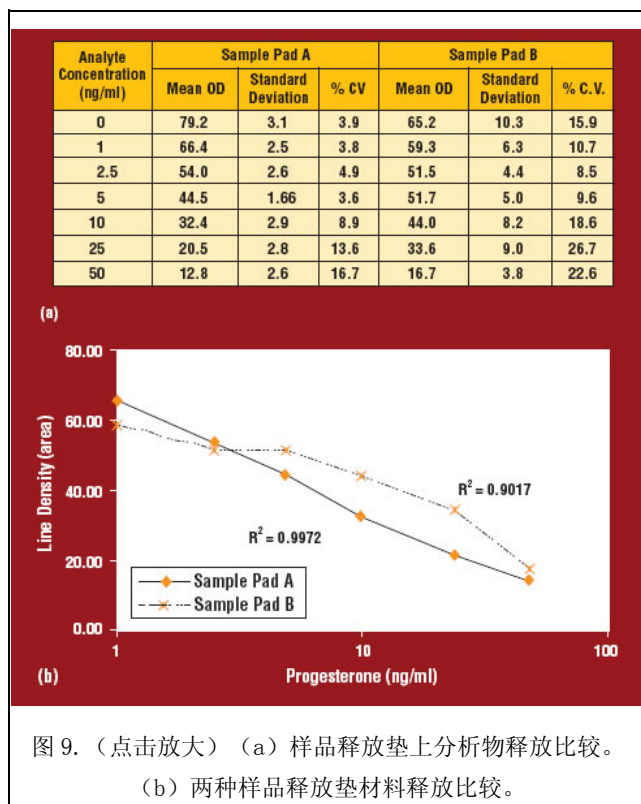 Analyte Concentration (ng/ml) Sample Pad A Sample Pad B
Mean OD Standard Deviation % CV Mean OD Standard Deviation % C.V.
0 79.2 3.1 3.9 65.2 10.3 15.9
1 66.4 2.5 3.8 59.3 6.3 10.7
2.5 54.0 2.6 4.9 51.5 4.4 8.5
5 44.5 1.66 3.6 51.7 5.0 9.6
10 32.4 2.9 8.9 44.0 8.2 18.6
25 20.5 2.8 13.6 33.6 9.0 26.7
50 12.8 2.6 16.7 16.7 3.8 22.6
(a)
80.00
60.00
40.00
20.00
0.00
Line Density (area)
R² = 0.9017
R² = 0.9972
Sample Pad A
Sample Pad B
1 10 100
(b) Progesterone (ng/ml)
图 9. （点击放大）（a）样品释放垫上分析物释放比较。
（b）两种样品释放垫材料释放比较。